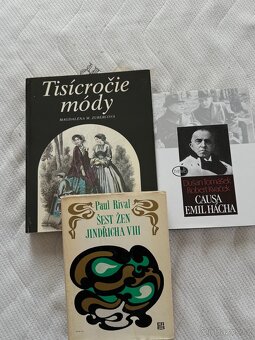 Tisícročie
módy
MAGDALÉNA M. ZUBERCOVÁ
Dušan Tomášek
Robert Kvaček
CAUSA
EMIL HÁCHA
Paul Rival
ŠEST ŽEN
JINDŘICHA VIII